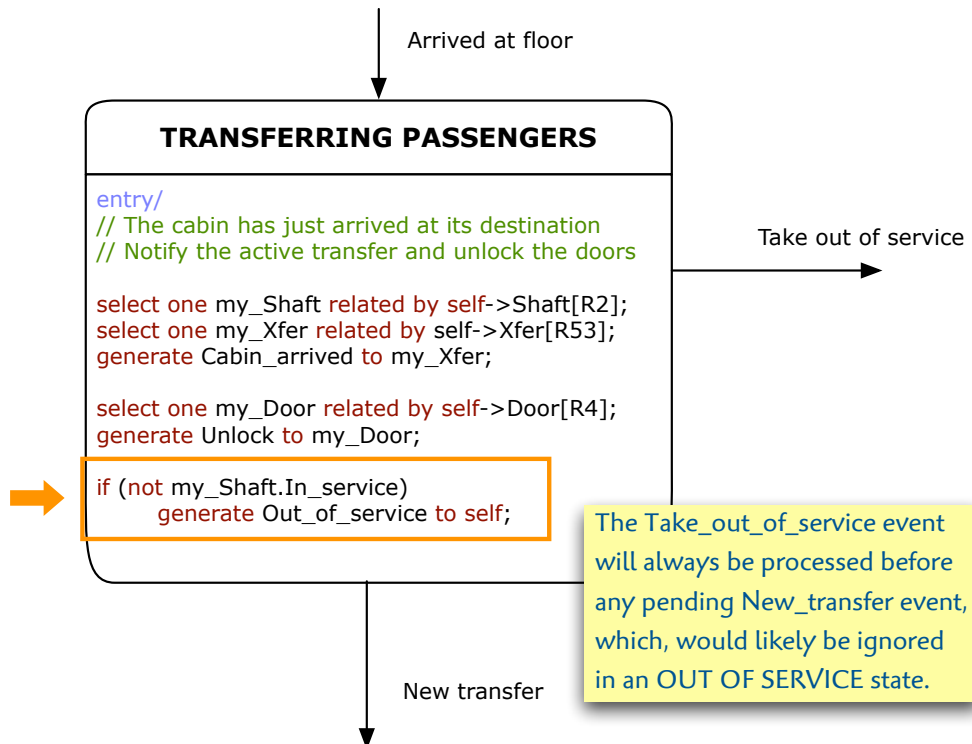 Arrived at floor
TRANSFERRING PASSENGERS
entry/
// The cabin has just arrived at its destination
// Notify the active transfer and unlock the doors
Take out of service
select one my_Shaft related by self->Shaft[R2];
select one my_Xfer related by self->Xfer[R53];
generate Cabin_arrived to my_Xfer;
select one my_Door related by self->Door[R4];
generate Unlock to my_Door;
if (not my_Shaft.In_service)
generate Out_of_service to self;
The Take_out_of_service event
will always be processed before
any pending New_transfer event,
which, would likely be ignored
in an OUT OF SERVICE state.
New transfer